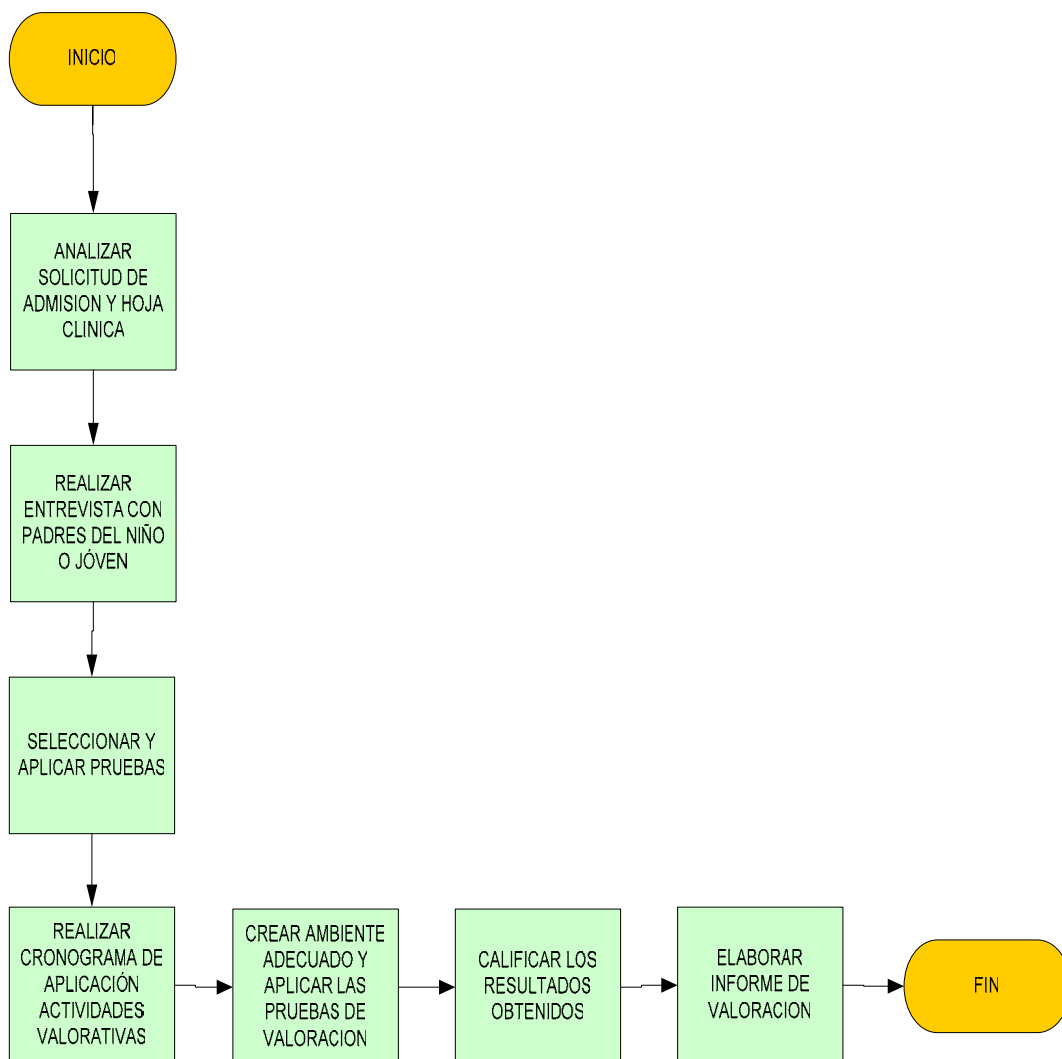 INICIO
ANALIZAR
SOLICITUD DE
ADMISION Y HOJA
CLINICA
REALIZAR
ENTREVISTA CON
PADRES DEL NIÑO
O JÓVEN
SELECCIONAR Y
APLICAR PRUEBAS
REALIZAR
CRONOGRAMA DE
APLICACIÓN
ACTIVIDADES
VALORATIVAS
CREAR AMBIENTE
ADECUADO Y
APLICAR LAS
PRUEBAS DE
VALORACION
CALIFICAR LOS
RESULTADOS
OBTENIDOS
ELABORAR
INFORME DE
VALORACION
FIN